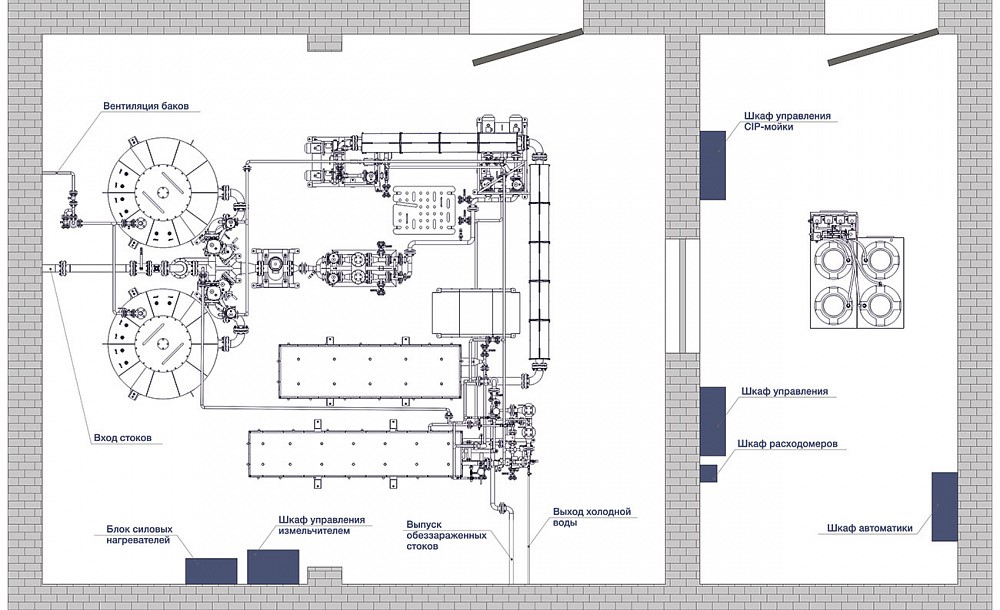 Вентиляция баков
Шкаф управления
CIP-мойки
Шкаф управления
Шкаф расходомеров
Вход стоков
Шкаф автоматики
Блок силовых
нагревателей
Шкаф управления
измельчителем
Выпуск
обеззараженных
стоков
Выход холодной
воды